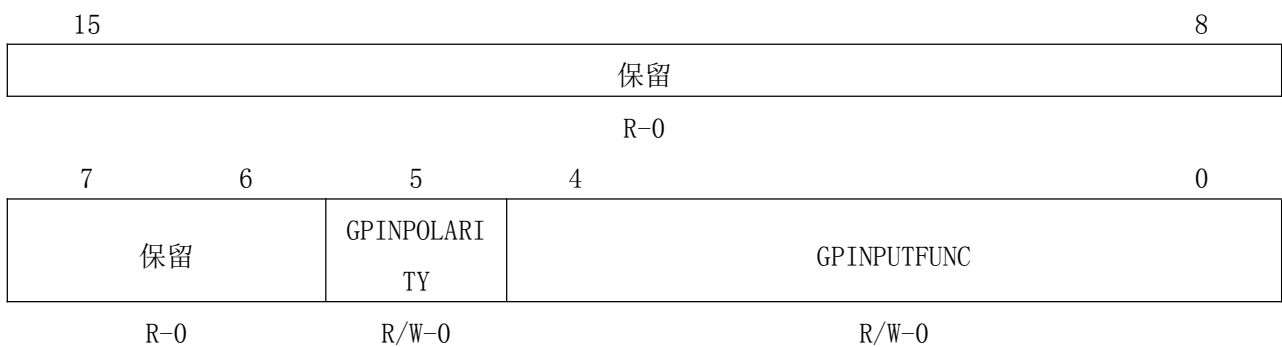 15 8
保留
R-0
7 6 5 4 0
保留 GPINPOLARI GPINPUTFUNC
TY
R-0 R/W-0 R/W-0